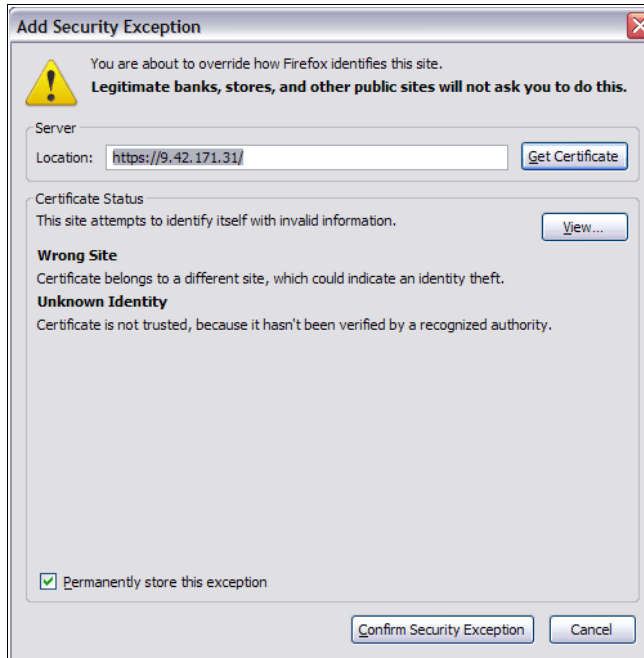 Add Security Exception
You are about to override how Firefox identifies this site.
Legitimate banks, stores, and other public sites will not ask you to do this.
Server
Location: https://9.42.171.31/ Get Certificate
Certificate Status
This site attempts to identify itself with invalid information.
View...
Wrong Site
Certificate belongs to a different site, which could indicate an identity theft.
Unknown Identity
Certificate is not trusted, because it hasn't been verified by a recognized authority.
Permanently store this exception
Confirm Security Exception Cancel